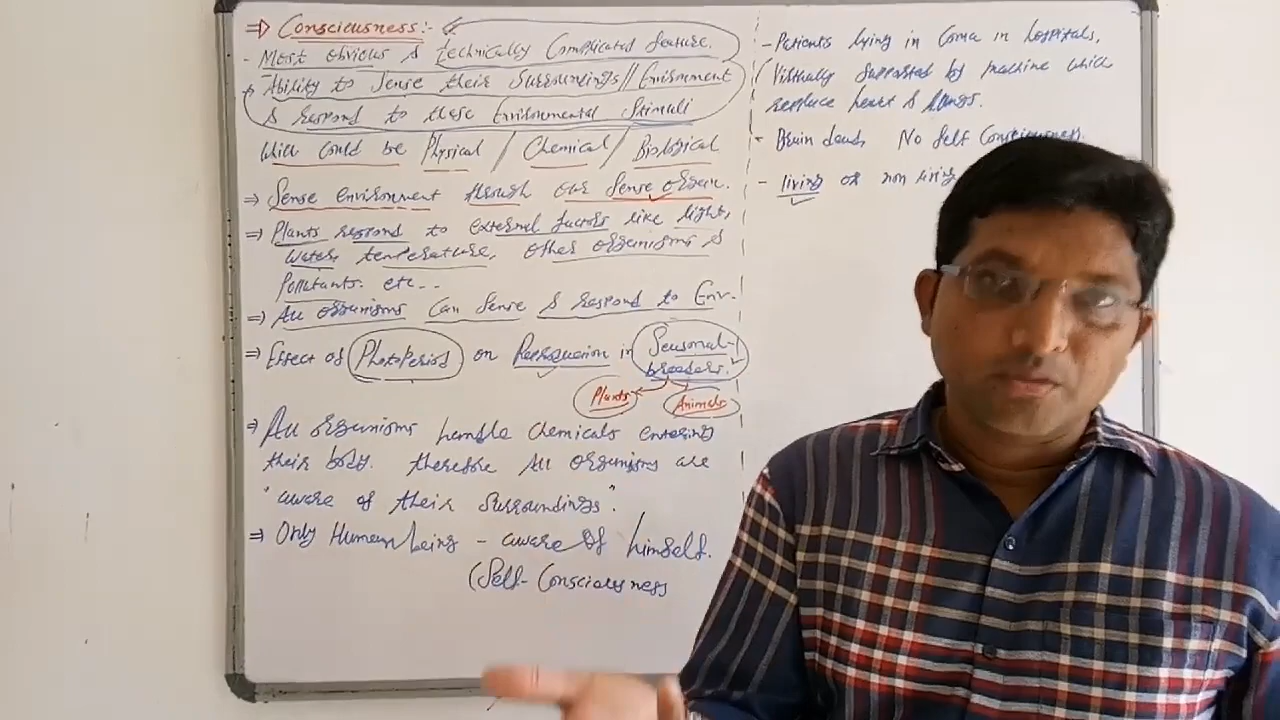 ⇒ Consciusness:-
- Most obvious & technically Complicated feature.
Ability to Sense their Surroundings // Environment
& respond to these Environmental Stimuli
which could be Physical / Chemical / Biological
⇒ Sense environment through our Sense organ.
⇒ Plants respond to external factors like light,
water, temperature, other organisms &
Pollutants. etc...
⇒ All organisms Can Sense & respond to Env.
⇒ Effect of PhotoPeriod on Reproduction in Seasonal
breeders.
Plants Animals
⇒ All organisms handle Chemicals entering
their body. therefore All organisms are
"aware of their Surroundings".
⇒ Only Human being - aware of himself.
(Self-Consciousness
- Patients lying in Coma in hospitals,
Virtually Supported by machine which
replace heart & lungs.
- Brain dead, No Self Consciusness.
- living or non living